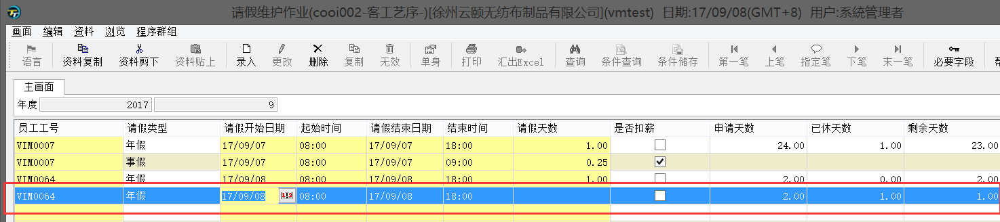 请假维护作业(cooi002-客工艺序-)[徐州云颐无纺布制品有限公司](vmtest) 日期:17/09/08(GMT+8) 用户:系統管理者
画面 编辑 资料 浏览 程序群组
语言 资料复制 资料剪下 资料贴上 录入 更改 删除 复制 无效 单身 打印 汇出Excel 查询 条件查询 条件储存 第一笔 上笔 指定笔 下笔 末一笔 必要字段
主画面
年度 2017 9
员工工号 请假类型 请假开始日期 起始时间 请假结束日期 结束时间 请假天数 是否扣薪 申请天数 已休天数 剩余天数
VIM0007 年假 17/09/07 08:00 17/09/07 18:00 1.00 24.00 1.00 23.00
VIM0007 事假 17/09/07 08:00 17/09/07 09:00 0.25
VIM0064 年假 17/09/08 08:00 17/09/08 18:00 1.00 2.00 0.00 2.00
VIM0064 年假 17/09/08 08:00 17/09/08 18:00 2.00 1.00 1.00